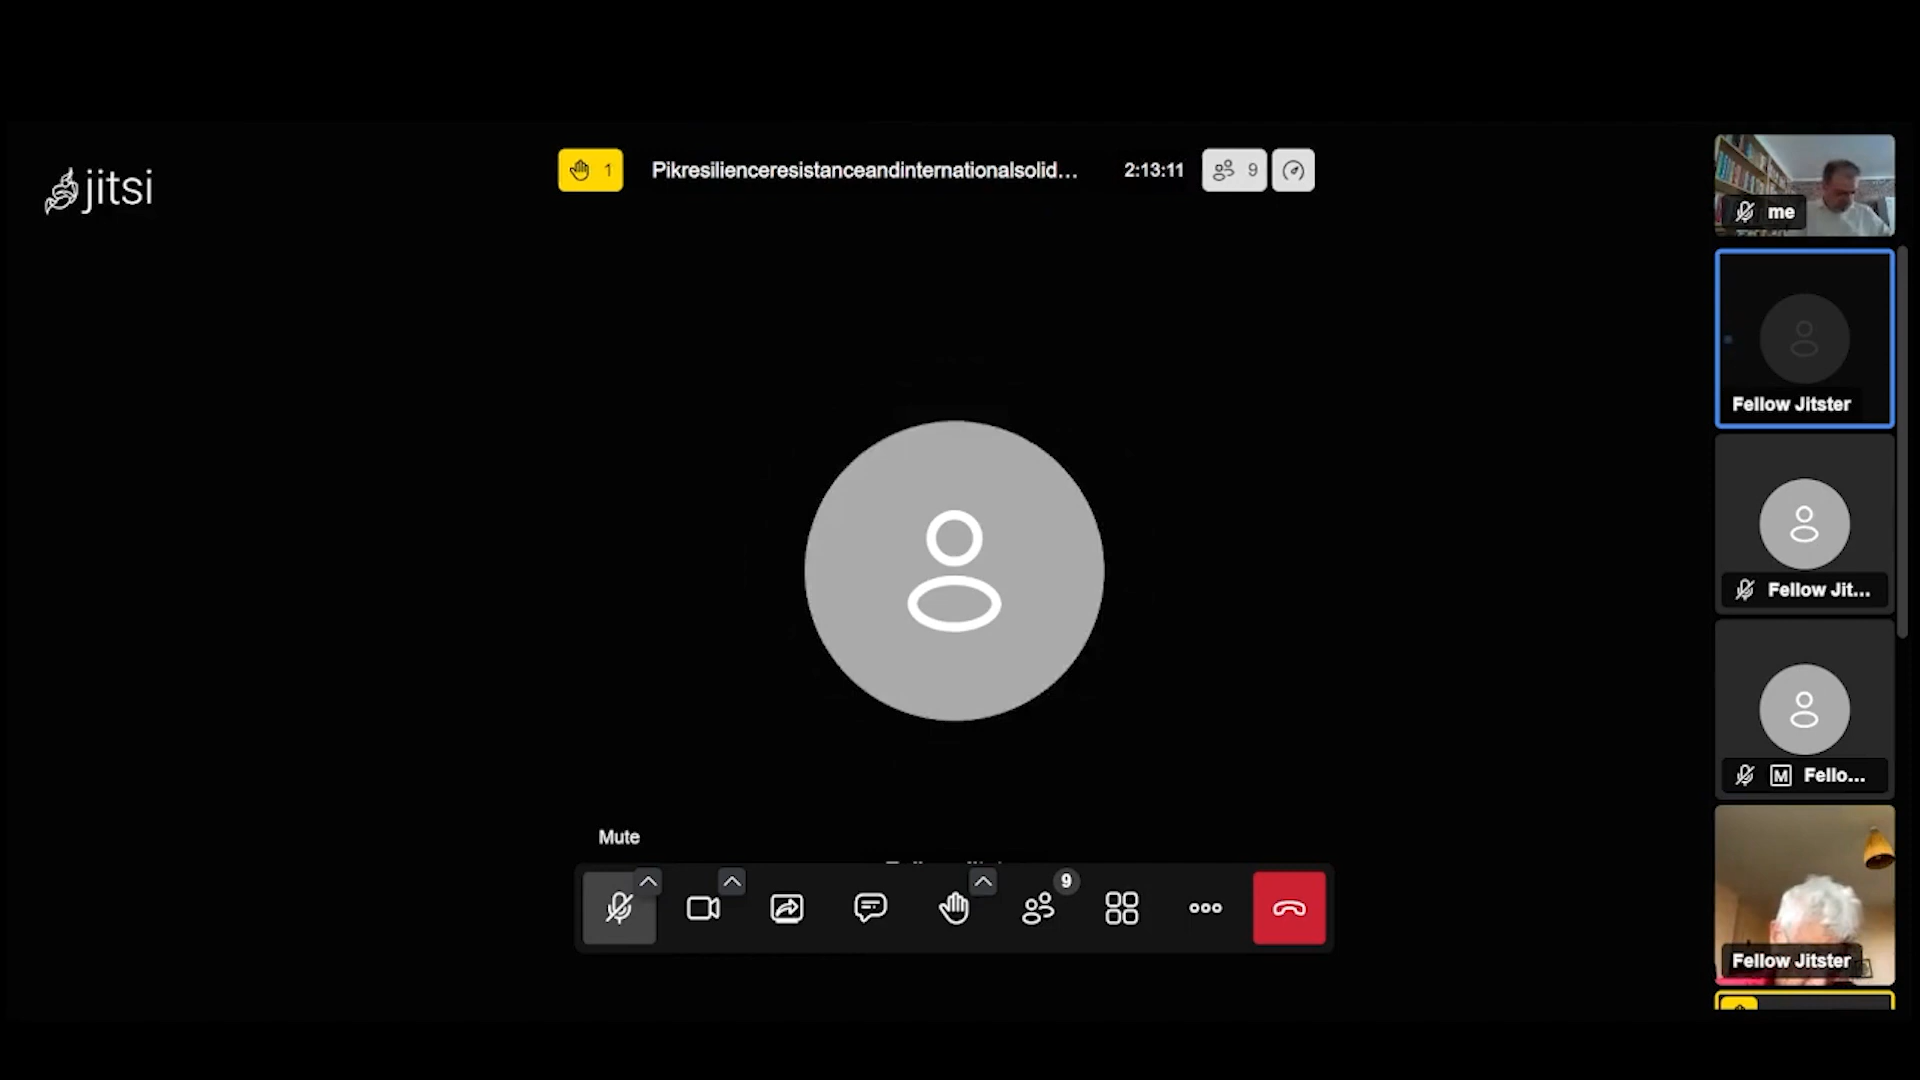 jitsi
1
Pikresilienceresistanceandinternationalsolid...
2:13:11
9
me
Fellow Jitster
Fellow Jit...
M
Fello...
Fellow Jitster
Mute
9